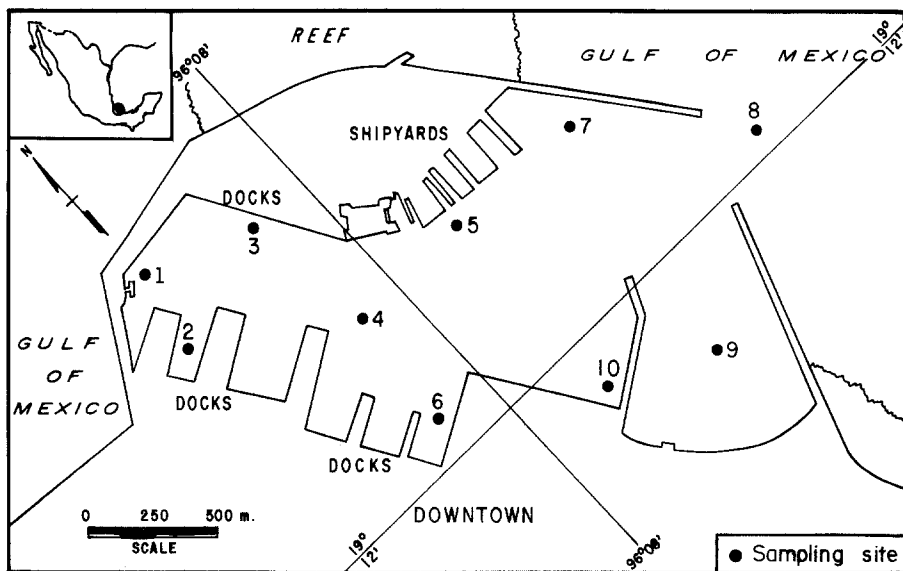 REEF
GULF OF MEXICO
19°
12'
96°08'
SHIPYARDS
7
8
N
DOCKS
3
5
1
4
2
GULF
OF
MEXICO
DOCKS
6
10
9
DOCKS
0 250 500 m.
SCALE
DOWNTOWN
19°
12'
96°08'
Sampling site